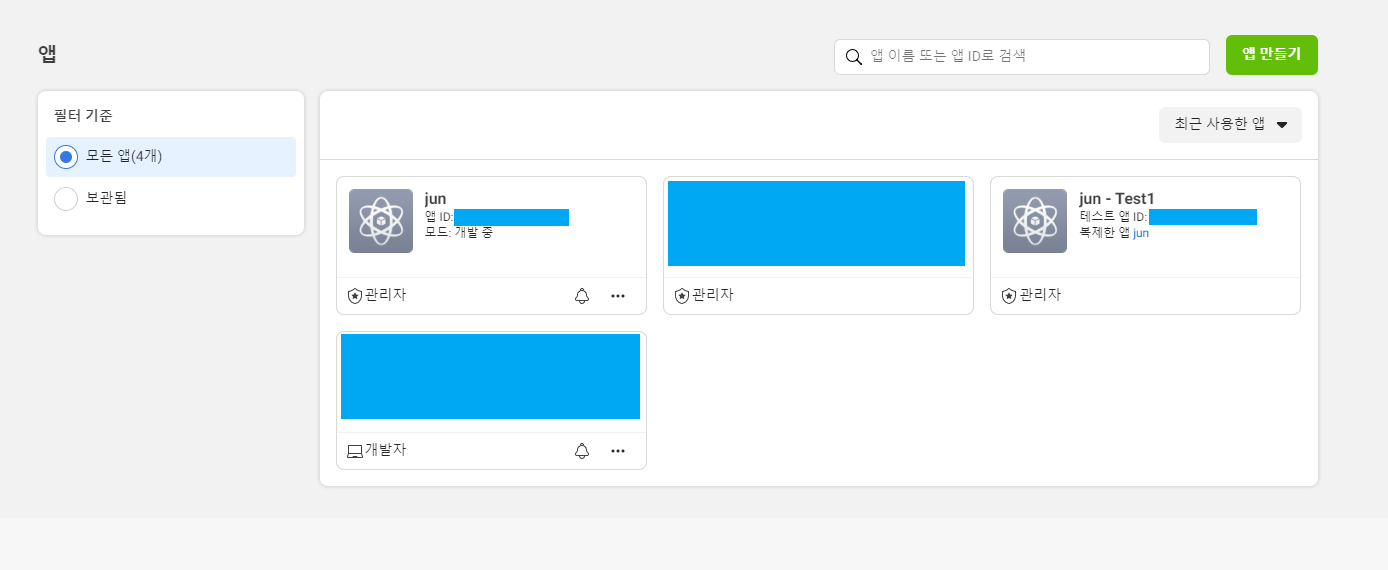 앱
앱 이름 또는 앱 ID로 검색
앱 만들기
필터 기준
모든 앱(4개)
보관됨
최근 사용한 앱
jun
앱 ID:
모드: 개발 중
관리자
관리자
jun - Test1
테스트 앱 ID:
복제한 앱 jun
관리자
개발자